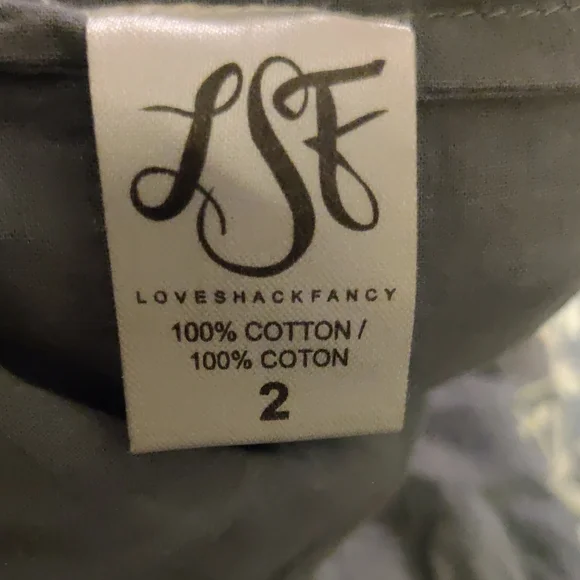 LSF
LOVESHACKFANCY
100% COTTON /
100% COTON
2